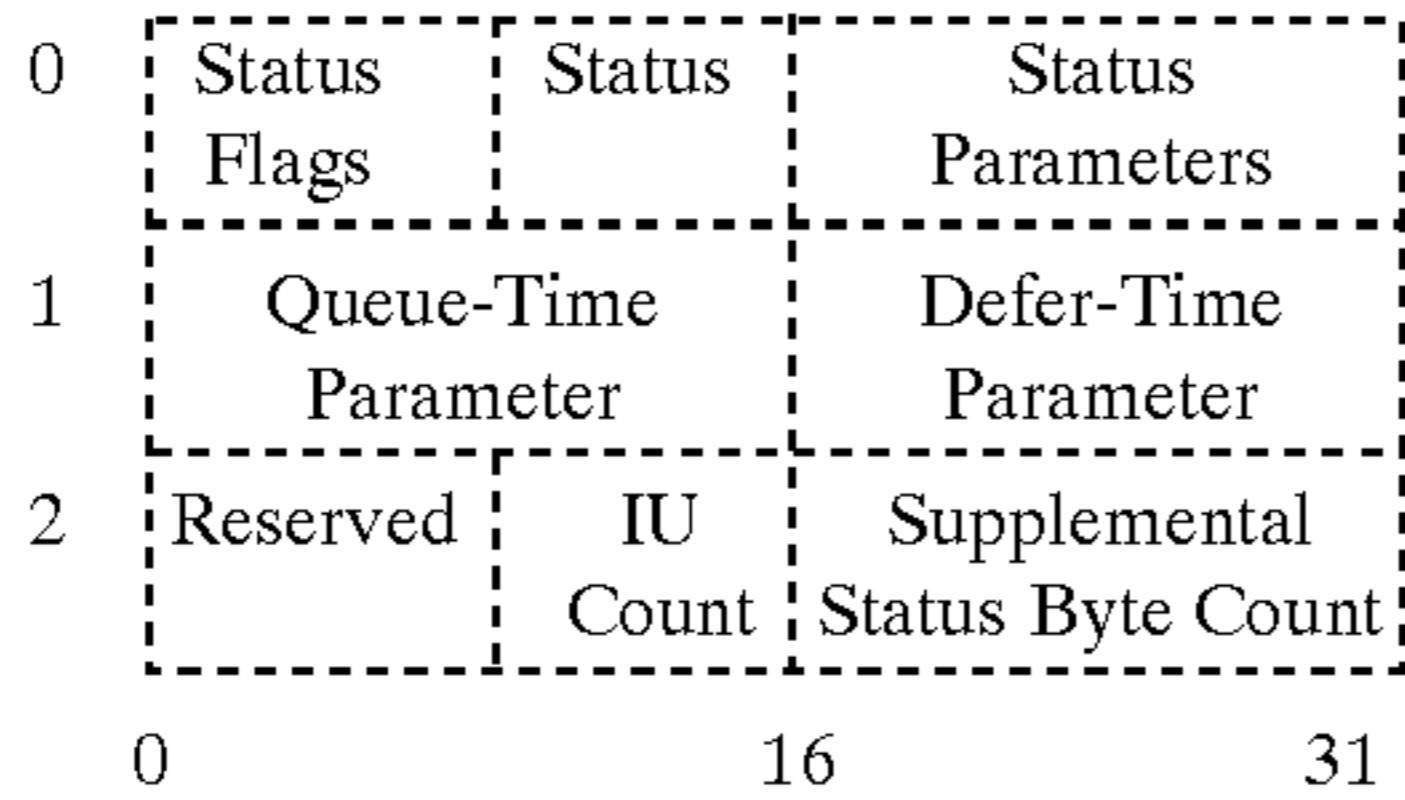 0 Status Status Status
Flags Parameters
1 Queue-Time Defer-Time
Parameter Parameter
2 Reserved IU Supplemental
Count Status Byte Count
0 16 31